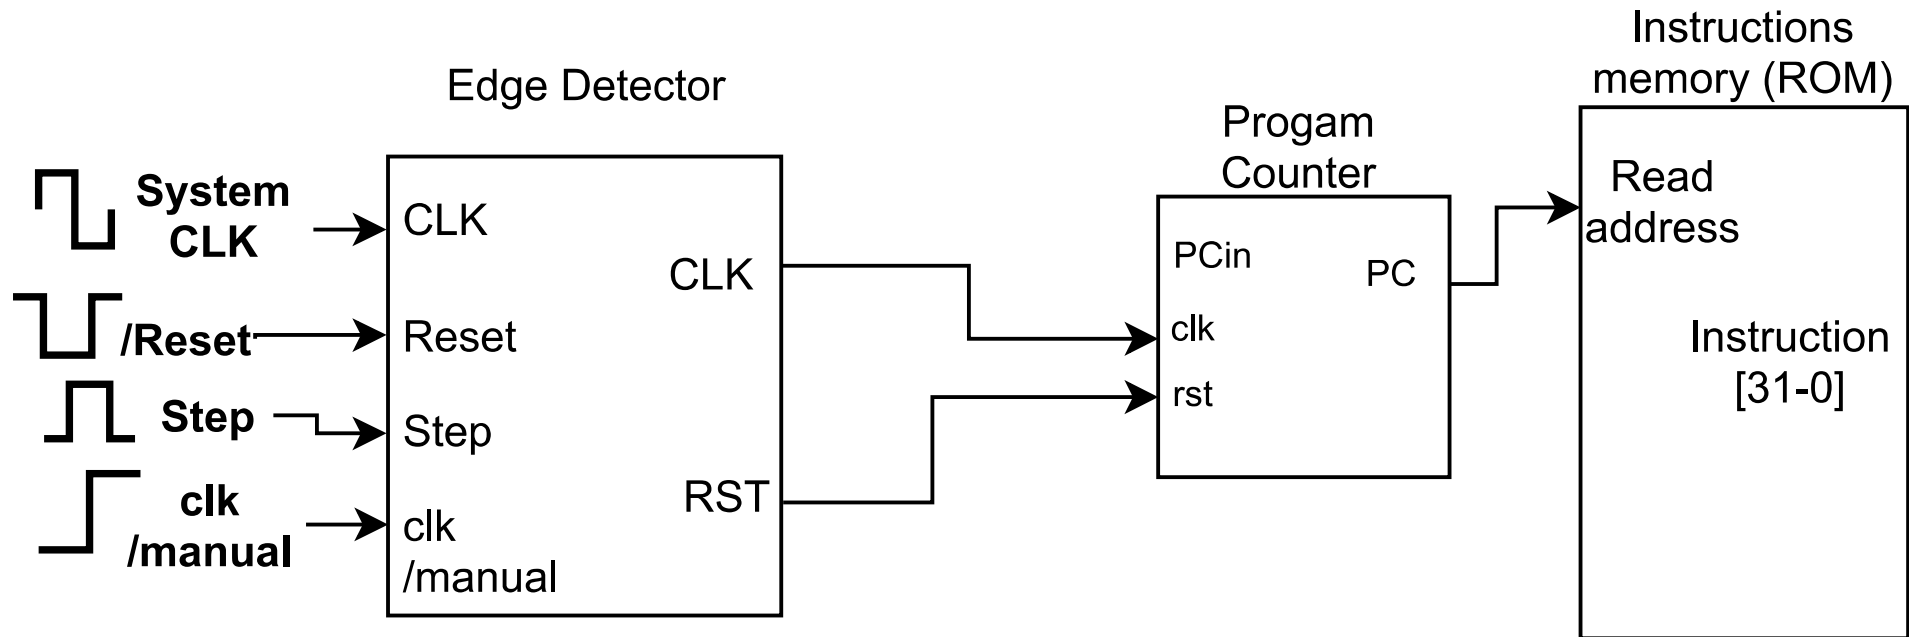 Edge Detector
System
CLK
/Reset
Step
clk
/manual
CLK
Reset
Step
clk
/manual
CLK
RST
Progam
Counter
PCin
clk
rst
PC
Instructions
memory (ROM)
Read
address
Instruction
[31-0]